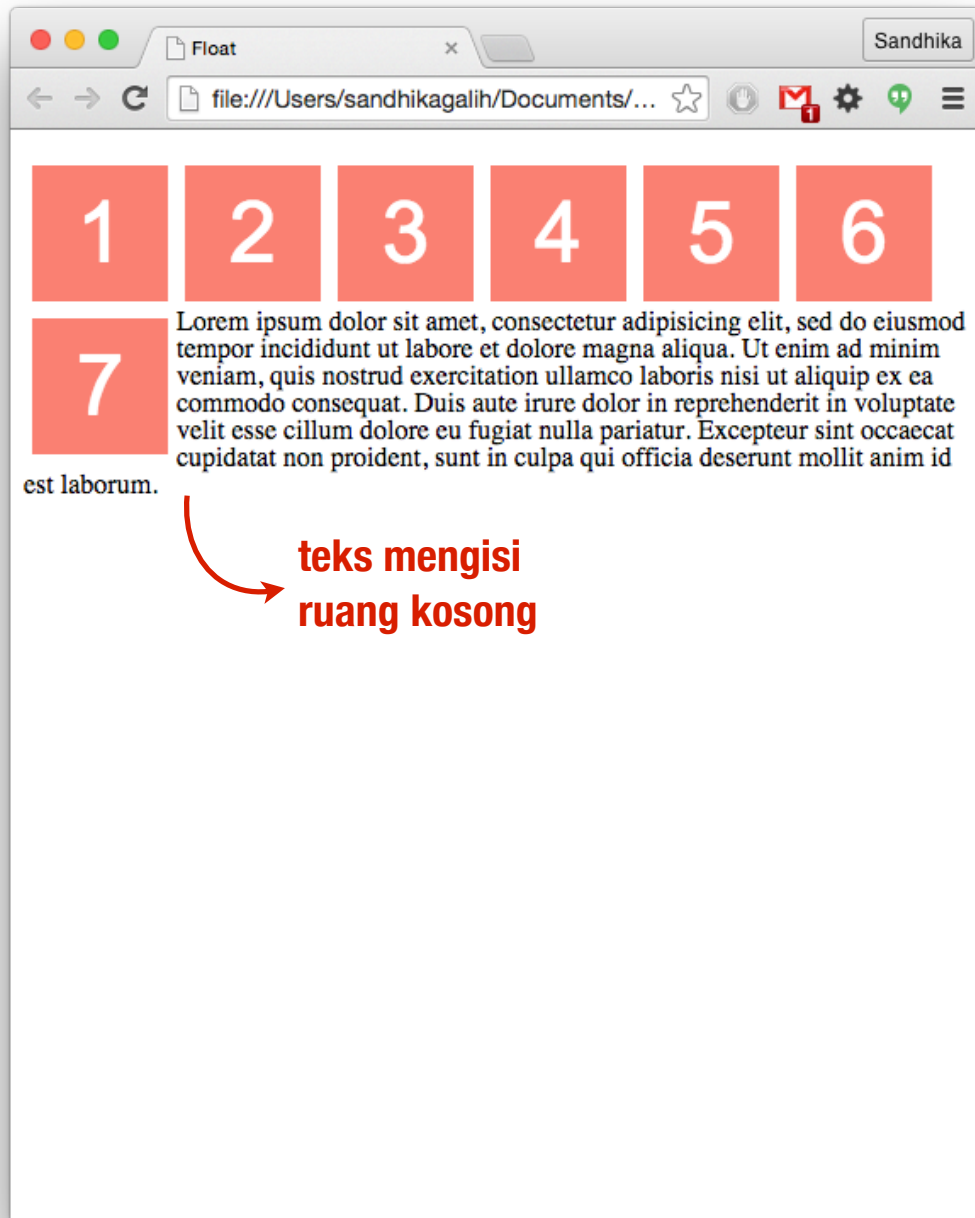 Float
Sandhika
file:///Users/sandhikagalih/Documents/...
1
1 2 3 4 5 6
7
Lorem ipsum dolor sit amet, consectetur adipisicing elit, sed do eiusmod
tempor incididunt ut labore et dolore magna aliqua. Ut enim ad minim
veniam, quis nostrud exercitation ullamco laboris nisi ut aliquip ex ea
commodo consequat. Duis aute irure dolor in reprehenderit in voluptate
velit esse cillum dolore eu fugiat nulla pariatur. Excepteur sint occaecat
cupidatat non proident, sunt in culpa qui officia deserunt mollit anim id
est laborum.
teks mengisi
ruang kosong